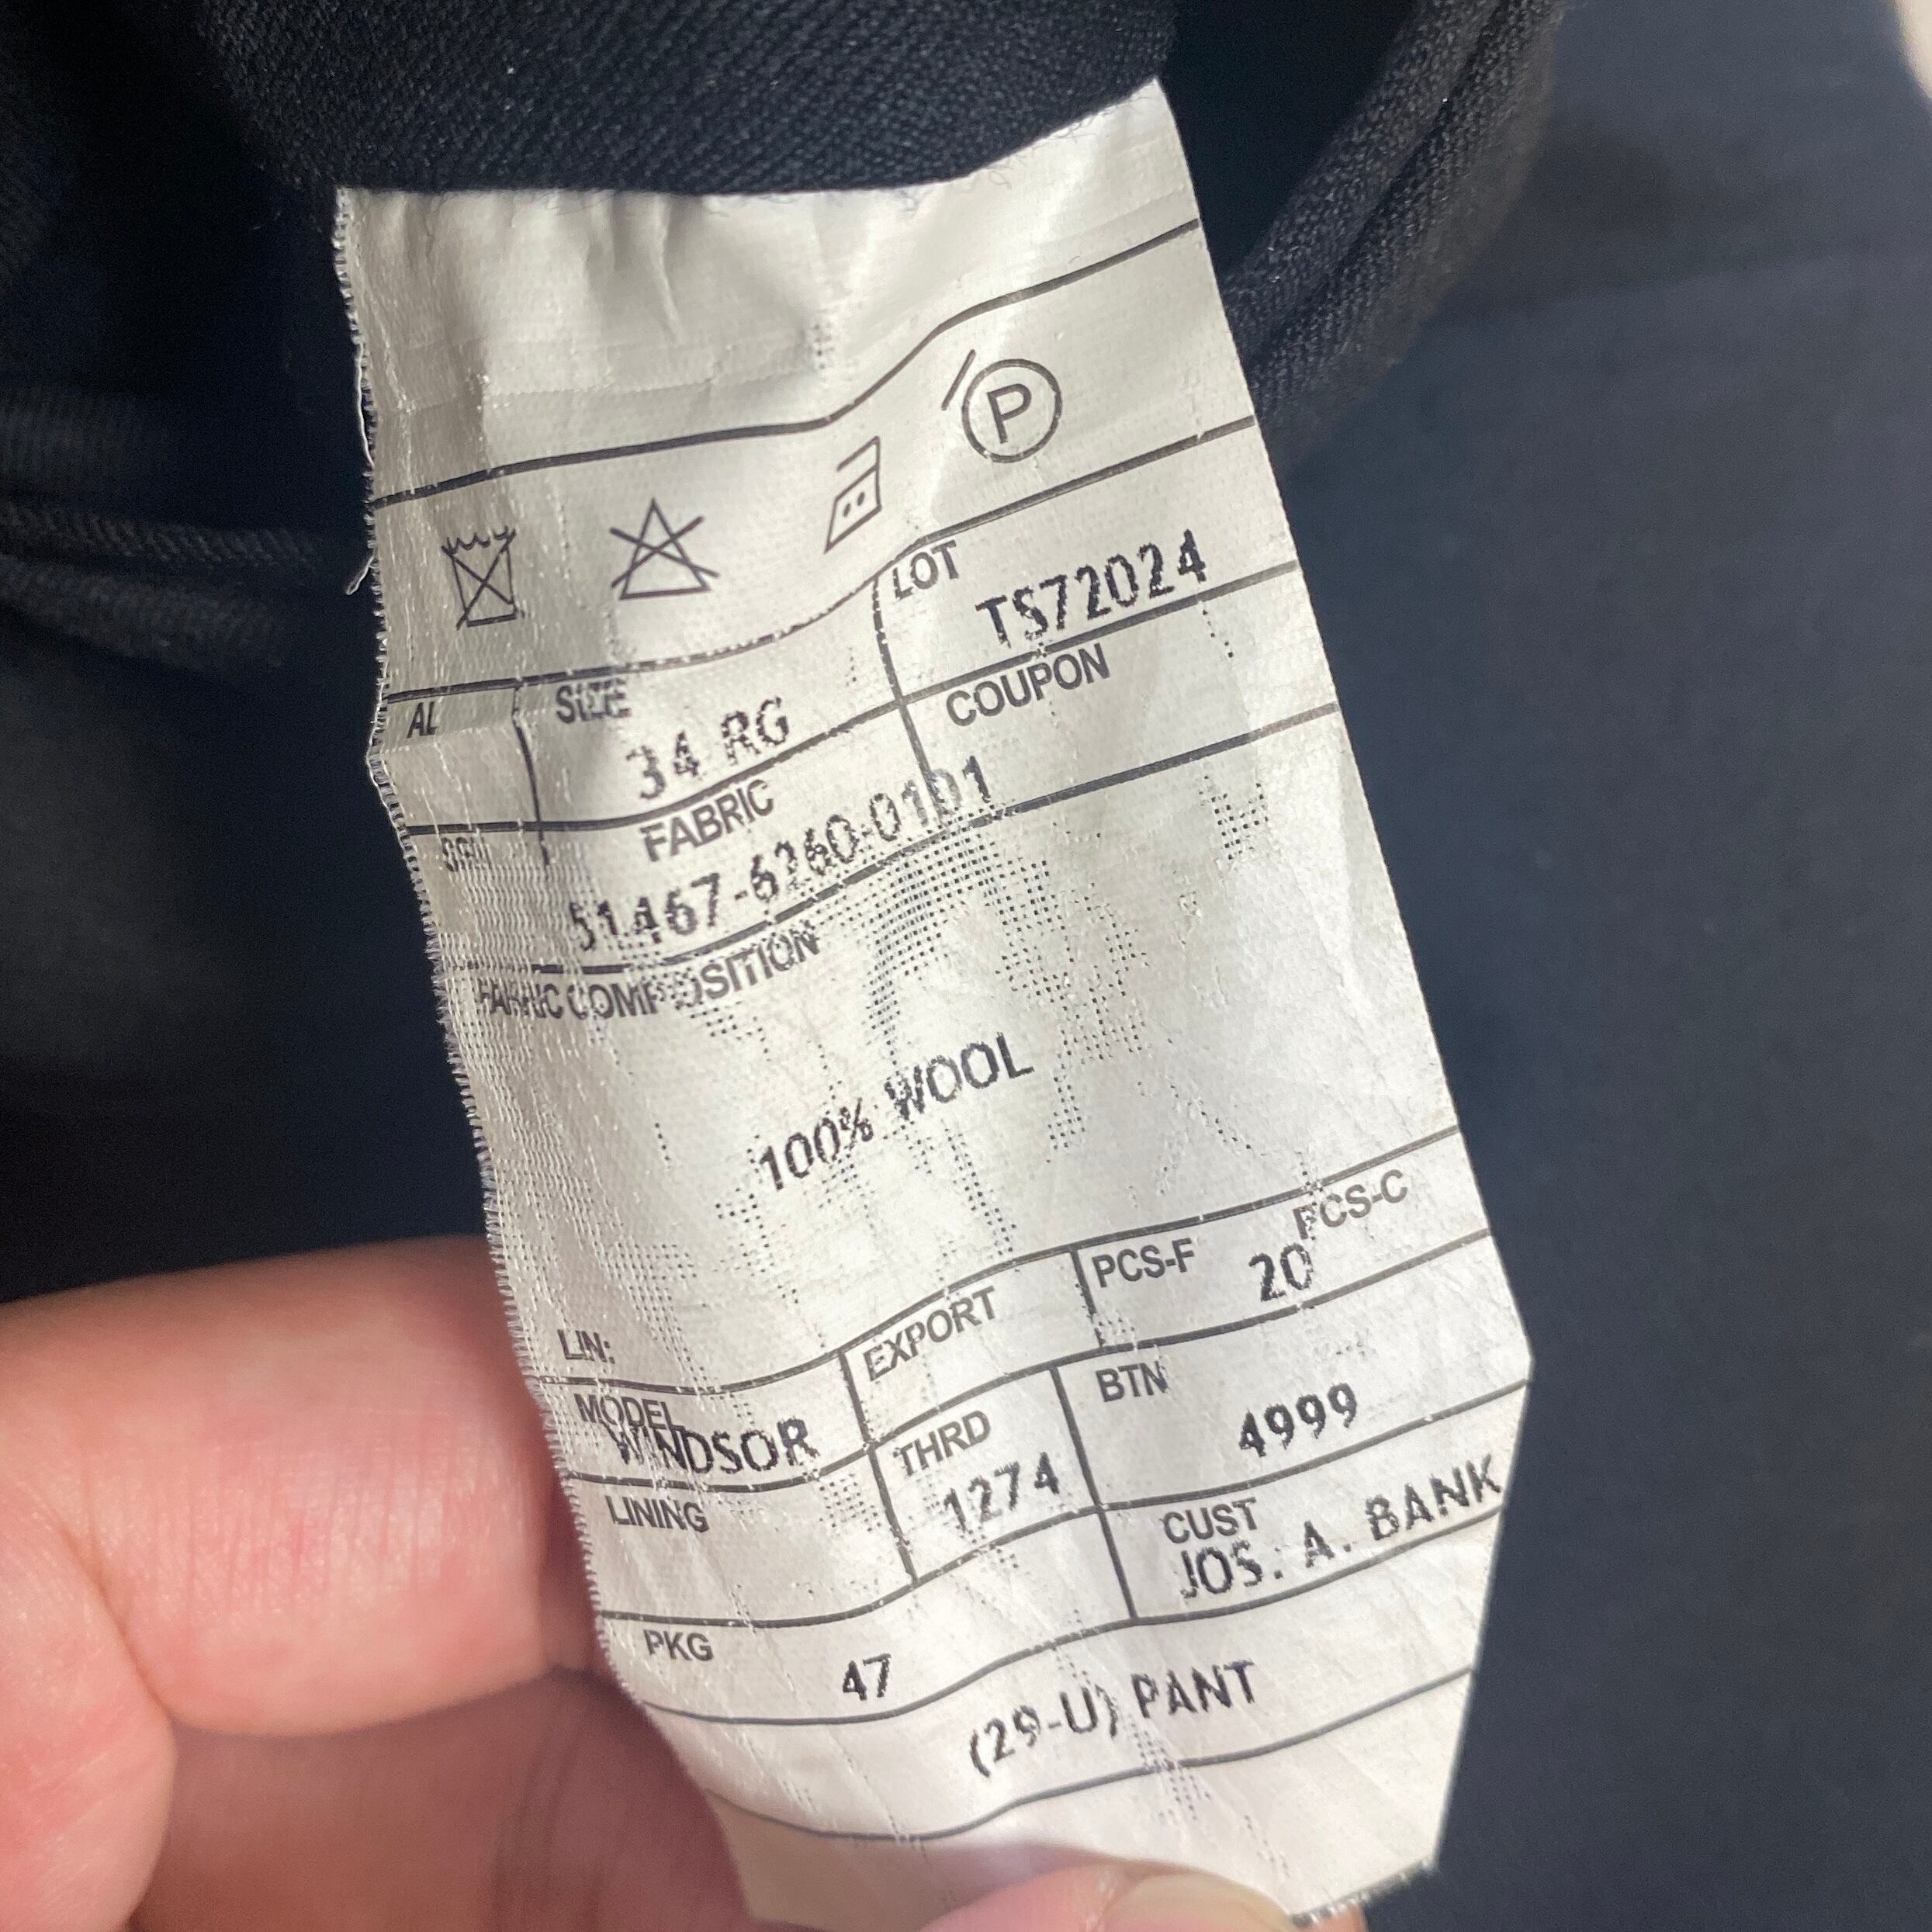 P
LOT
TS72024
AL
SIZE
34 RG
COUPON
FABRIC
51467-6260-0101
FABRIC COMPOSITION
100% WOOL
LIN:
EXPORT
PCS-F
20
PCS-C
MODEL
WINDSOR
THRD
1274
BTN
4999
LINING
CUST
JOS. A. BANK
PKG
47
(29-U) PANT